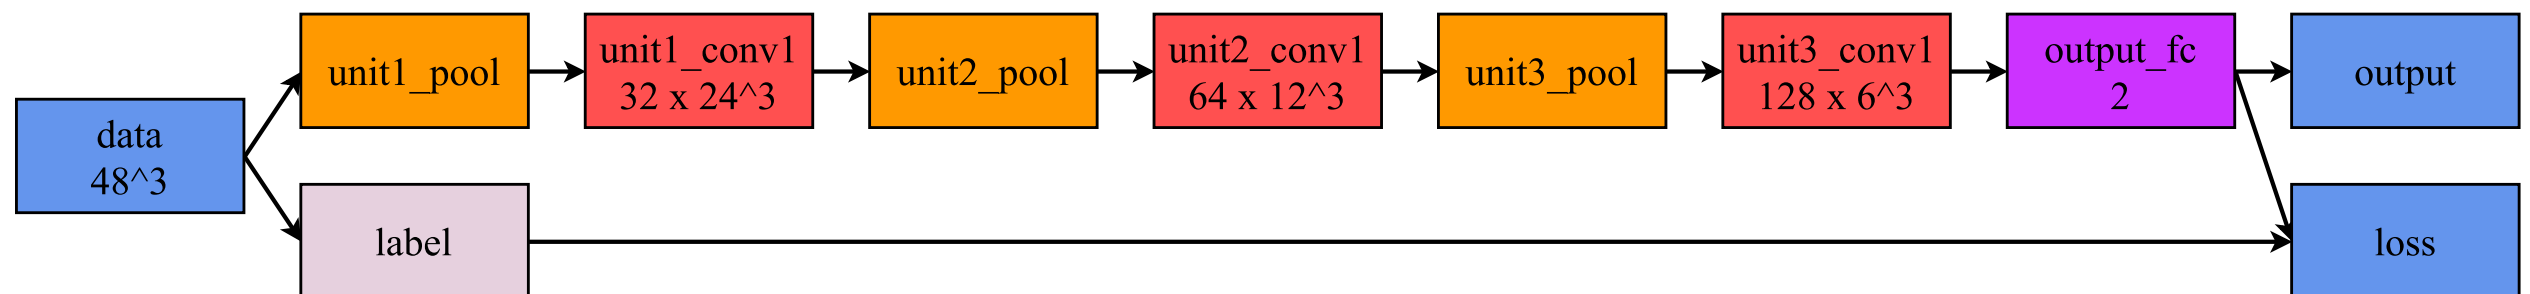 data
48^3
unit1_pool
unit1_conv1
32 x 24^3
unit2_pool
unit2_conv1
64 x 12^3
unit3_pool
unit3_conv1
128 x 6^3
output_fc
2
output
label
loss